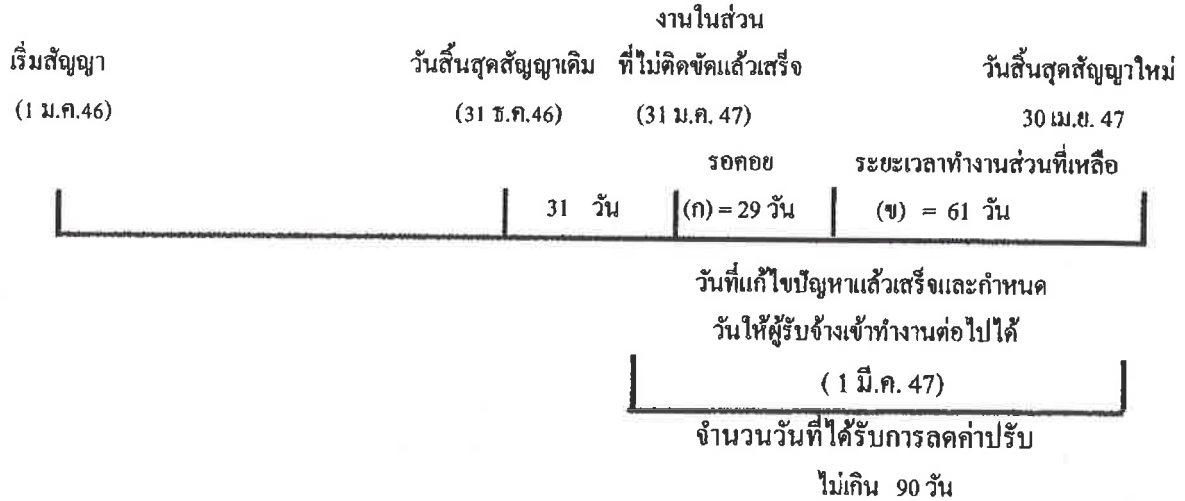 งานในส่วน
เริ่มสัญญา วันสิ้นสุดสัญญาเดิม ที่ไม่ติดขัดแล้วเสร็จ วันสิ้นสุดสัญญาใหม่
(1 ม.ค.46) (31 ธ.ค.46) (31 ม.ค. 47) 30 เม.ย. 47
รอคอย ระยะเวลาทำงานส่วนที่เหลือ
31 วัน (ก) = 29 วัน (ข) = 61 วัน
วันที่แก้ไขปัญหาแล้วเสร็จและกำหนด
วันให้ผู้รับจ้างเข้าทำงานต่อไปได้
( 1 มี.ค. 47)
จำนวนวันที่ได้รับการลดค่าปรับ
ไม่เกิน 90 วัน